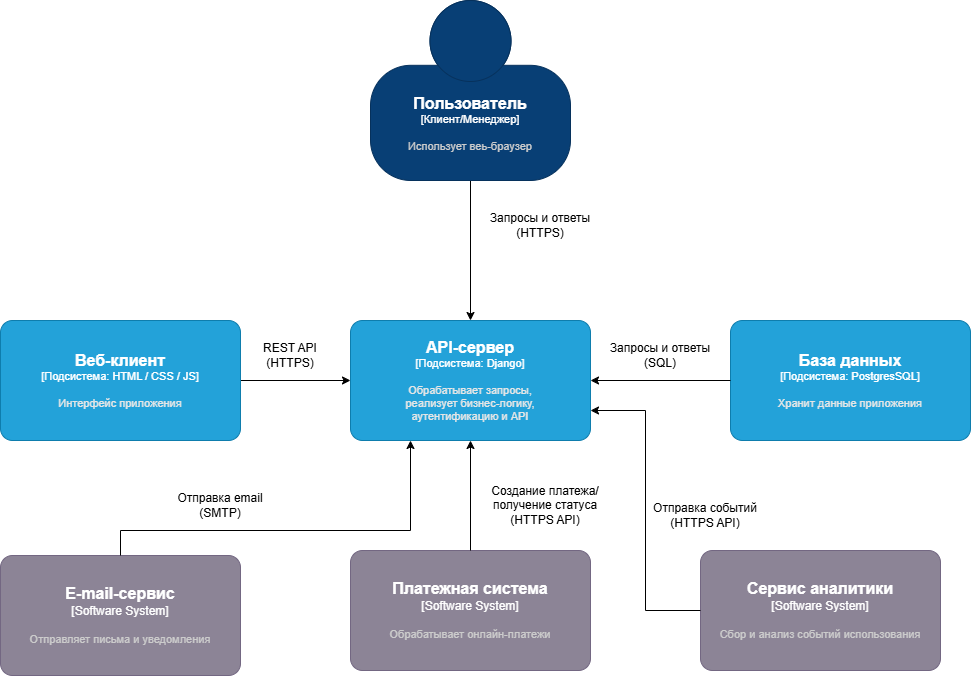 Пользователь
[Клиент/Менеджер]
Использует веь-браузер
Запросы и ответы
(HTTPS)
Веб-клиент
[Подсистема: HTML / CSS / JS]
Интерфейс приложения
REST API
(HTTPS)
API-сервер
[Подсистема: Django]
Обрабатывает запросы,
реализует бизнес-логику,
аутентификацию и API
Запросы и ответы
(SQL)
База данных
[Подсистема: PostgresSQL]
Хранит данные приложения
Отправка email
(SMTP)
Создание платежа/
получение статуса
(HTTPS API)
Отправка событий
(HTTPS API)
E-mail-сервис
[Software System]
Отправляет письма и уведомления
Платежная система
[Software System]
Обрабатывает онлайн-платежи
Сервис аналитики
[Software System]
Сбор и анализ событий использования